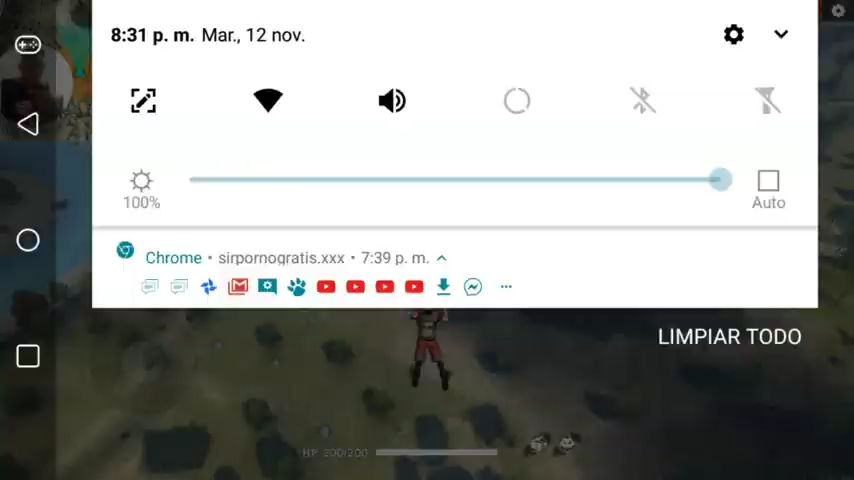 8:31 p. m. Mar., 12 nov.
100%
Auto
Chrome • sirpornogratis.xxx • 7:39 p. m.
LIMPIAR TODO
HP 200/200